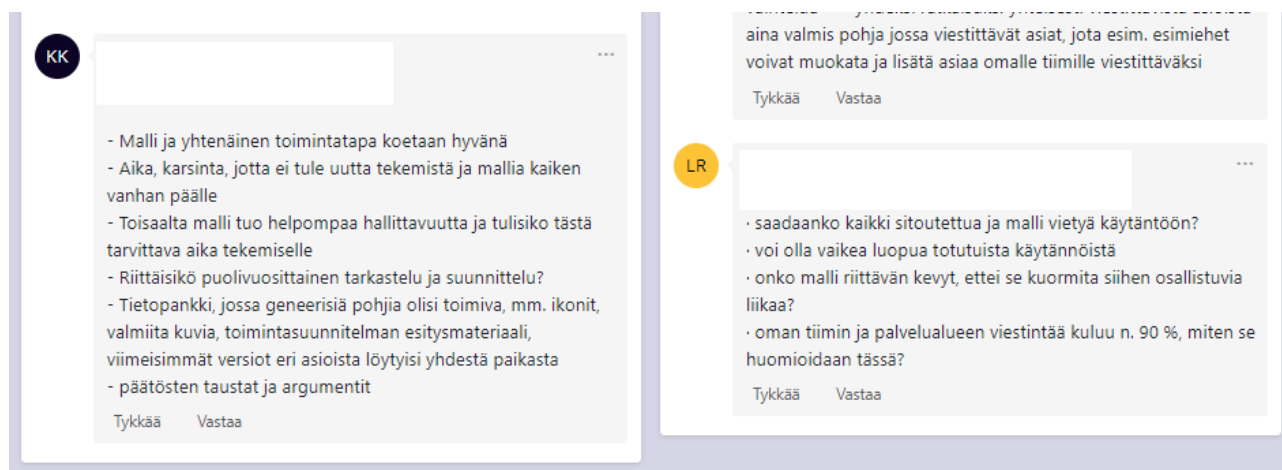 KK
...
- Malli ja yhtenäinen toimintatapa koetaan hyvänä
- Aika, karsinta, jotta ei tule uutta tekemistä ja mallia kaiken
vanhan päälle
- Toisaalta malli tuo helpompaa hallittavuutta ja tulisiko tästä
tarvittava aika tekemiselle
- Riittäisikö puolivuosittainen tarkastelu ja suunnittelu?
- Tietopankki, jossa geneerisiä pohjia olisi toimiva, mm. ikonit,
valmiita kuvia, toimintasuunnitelman esitysmateriaali,
viimeisimmät versiot eri asioista löytyisi yhdestä paikasta
- päätösten taustat ja argumentit
Tykkää Vastaa
aina valmis pohja jossa viestittävät asiat, jota esim. esimiehet
voivat muokata ja lisätä asiaa omalle tiimille viestittäväksi
Tykkää Vastaa
LR
...
· saadaanko kaikki sitoutettua ja malli vietyä käytäntöön?
· voi olla vaikea luopua totutuista käytännöistä
· onko malli riittävän kevyt, ettei se kuormita siihen osallistuvia
liikaa?
· oman tiimin ja palvelualueen viestintää kuluu n. 90 %, miten se
huomioidaan tässä?
Tykkää Vastaa